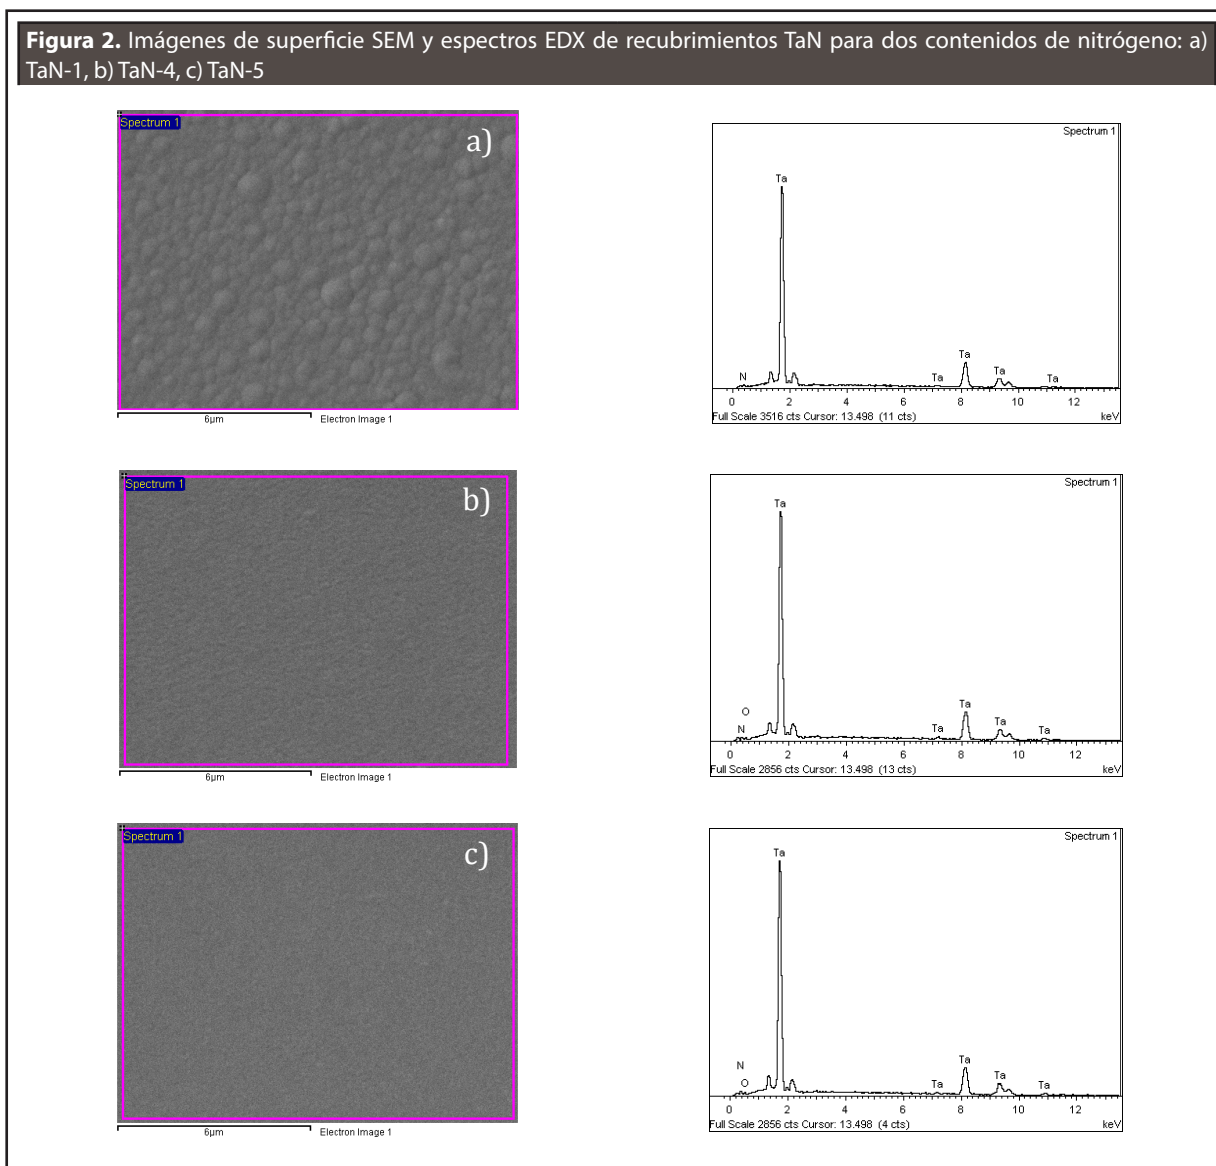 Figura 2. Imágenes de superficie SEM y espectros EDX de recubrimientos TaN para dos contenidos de nitrógeno: a)
TaN-1, b) TaN-4, c) TaN-5
Spectrum 1
a)
6µm
Electron Image 1
Spectrum 1
Ta
N
Ta
Ta
Ta
Ta
0 2 4 6 8 10 12
Full Scale 3516 cts Cursor: 13.498 (11 cts)
keV
Spectrum 1
b)
6µm
Electron Image 1
Spectrum 1
Ta
O
N
Ta
Ta
Ta
Ta
0 2 4 6 8 10 12
Full Scale 2856 cts Cursor: 13.498 (13 cts)
keV
Spectrum 1
c)
6µm
Electron Image 1
Spectrum 1
Ta
N
O
Ta
Ta
Ta
Ta
0 2 4 6 8 10 12
Full Scale 2856 cts Cursor: 13.498 (4 cts)
keV